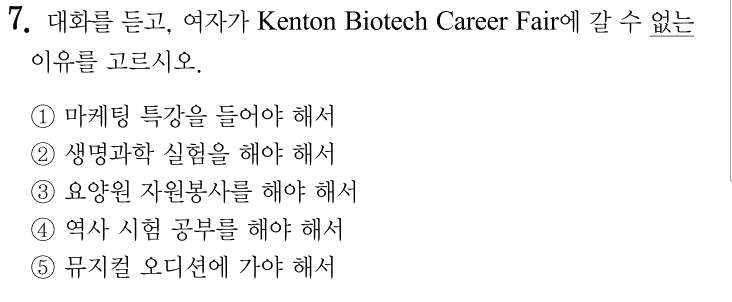 7. 대화를 듣고, 여자가 Kenton Biotech Career Fair에 갈 수 없는
이유를 고르시오.
① 마케팅 특강을 들어야 해서
② 생명과학 실험을 해야 해서
③ 요양원 자원봉사를 해야 해서
④ 역사 시험 공부를 해야 해서
⑤ 뮤지컬 오디션에 가야 해서